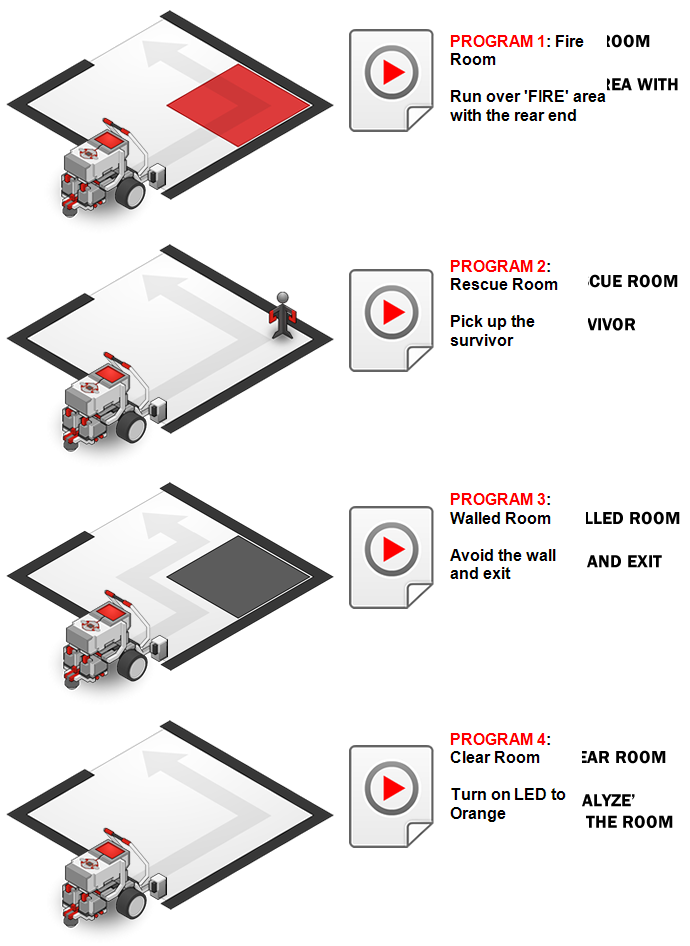 PROGRAM 1: Fire
Room
ROOM
Run over 'FIRE' area
with the rear end
REA WITH
PROGRAM 2:
Rescue Room
CUE ROOM
Pick up the
survivor
VIVOR
PROGRAM 3:
Walled Room
LLED ROOM
Avoid the wall
and exit
AND EXIT
PROGRAM 4:
Clear Room
EAR ROOM
Turn on LED to
Orange
ALYZE’
THE ROOM